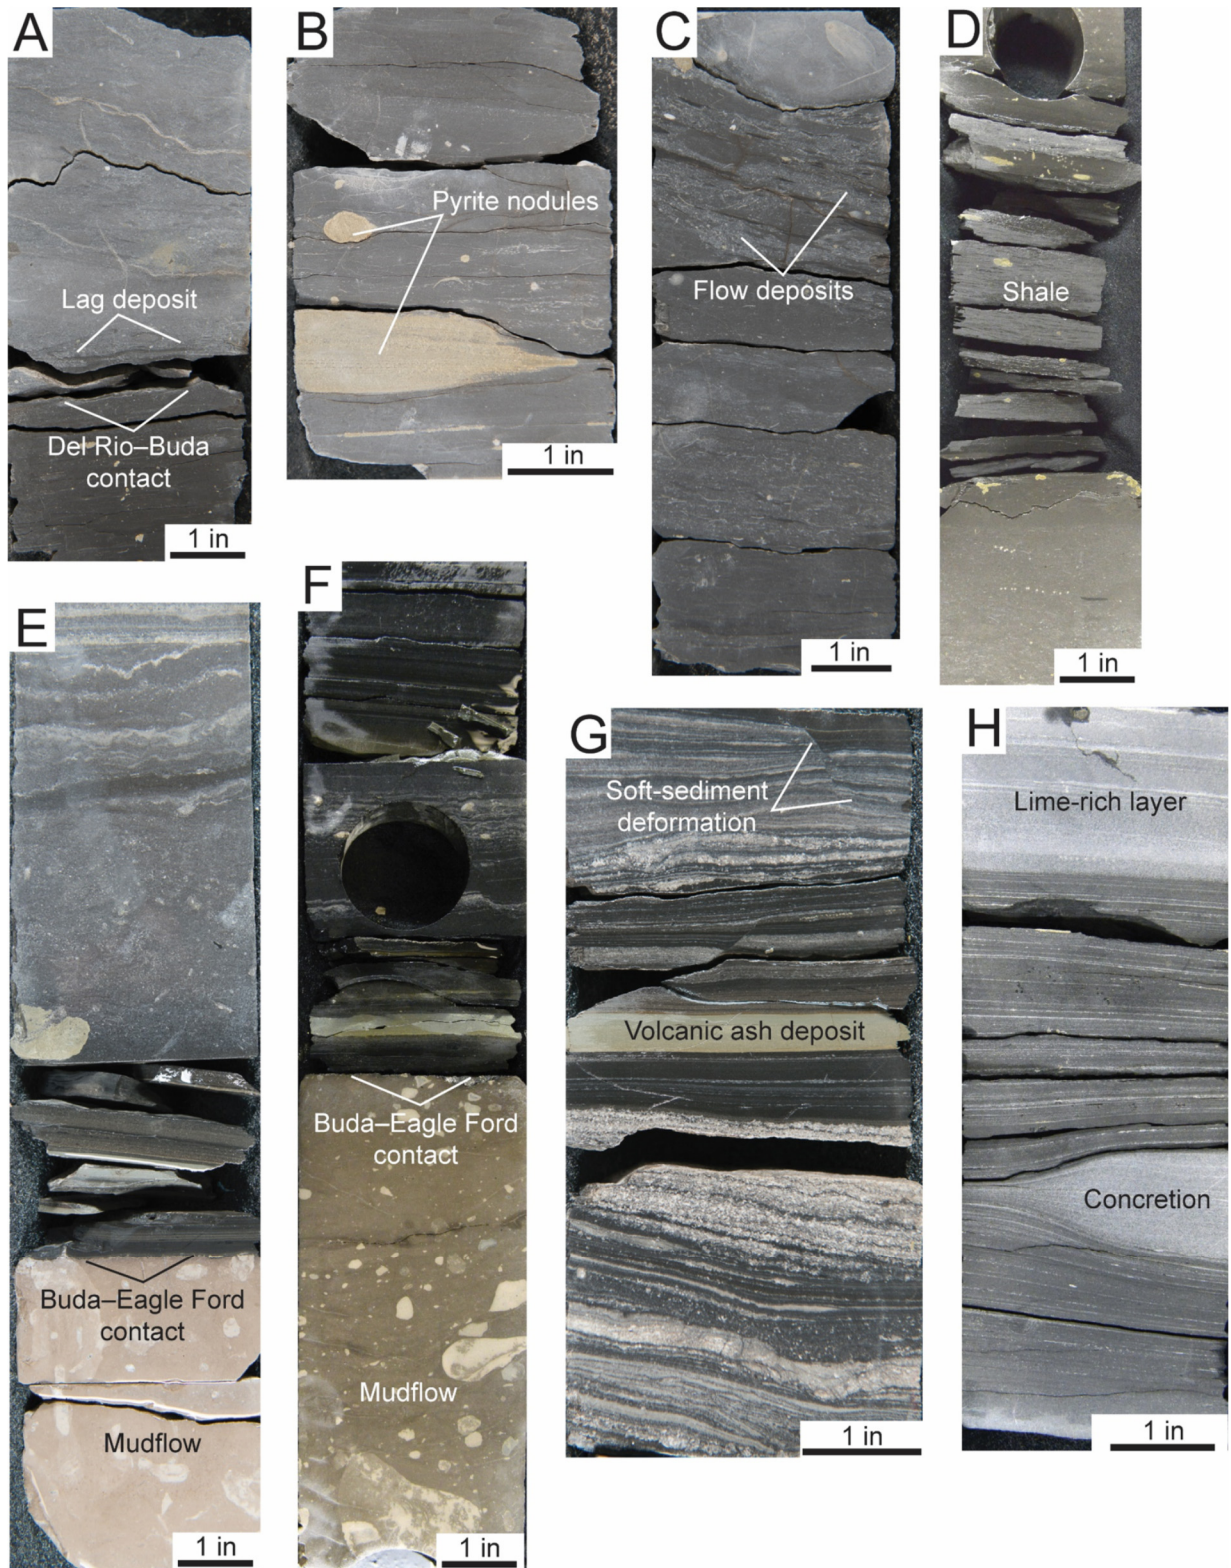 A
Lag deposit
Del Rio–Buda
contact
1 in
B
Pyrite nodules
1 in
C
Flow deposits
1 in
D
Shale
1 in
E
Buda–Eagle Ford
contact
Mudflow
1 in
F
Buda–Eagle Ford
contact
Mudflow
1 in
G
Soft-sediment
deformation
Volcanic ash deposit
1 in
H
Lime-rich layer
Concretion
1 in